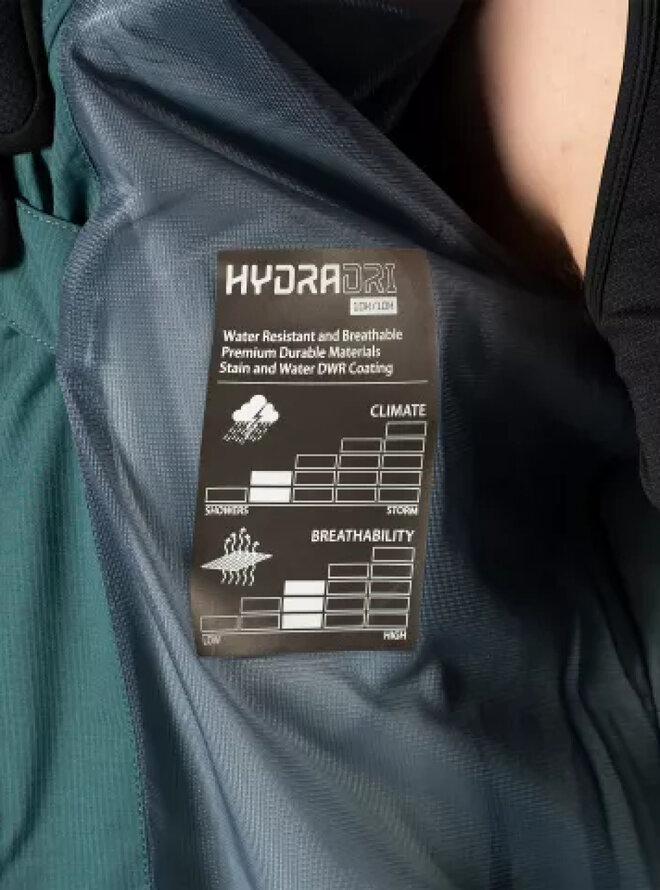 HYDRADRI
10K/10K
Water Resistant and Breathable
Premium Durable Materials
Stain and Water DWR Coating
CLIMATE
SHOWERS STORM
BREATHABILITY
LOW HIGH